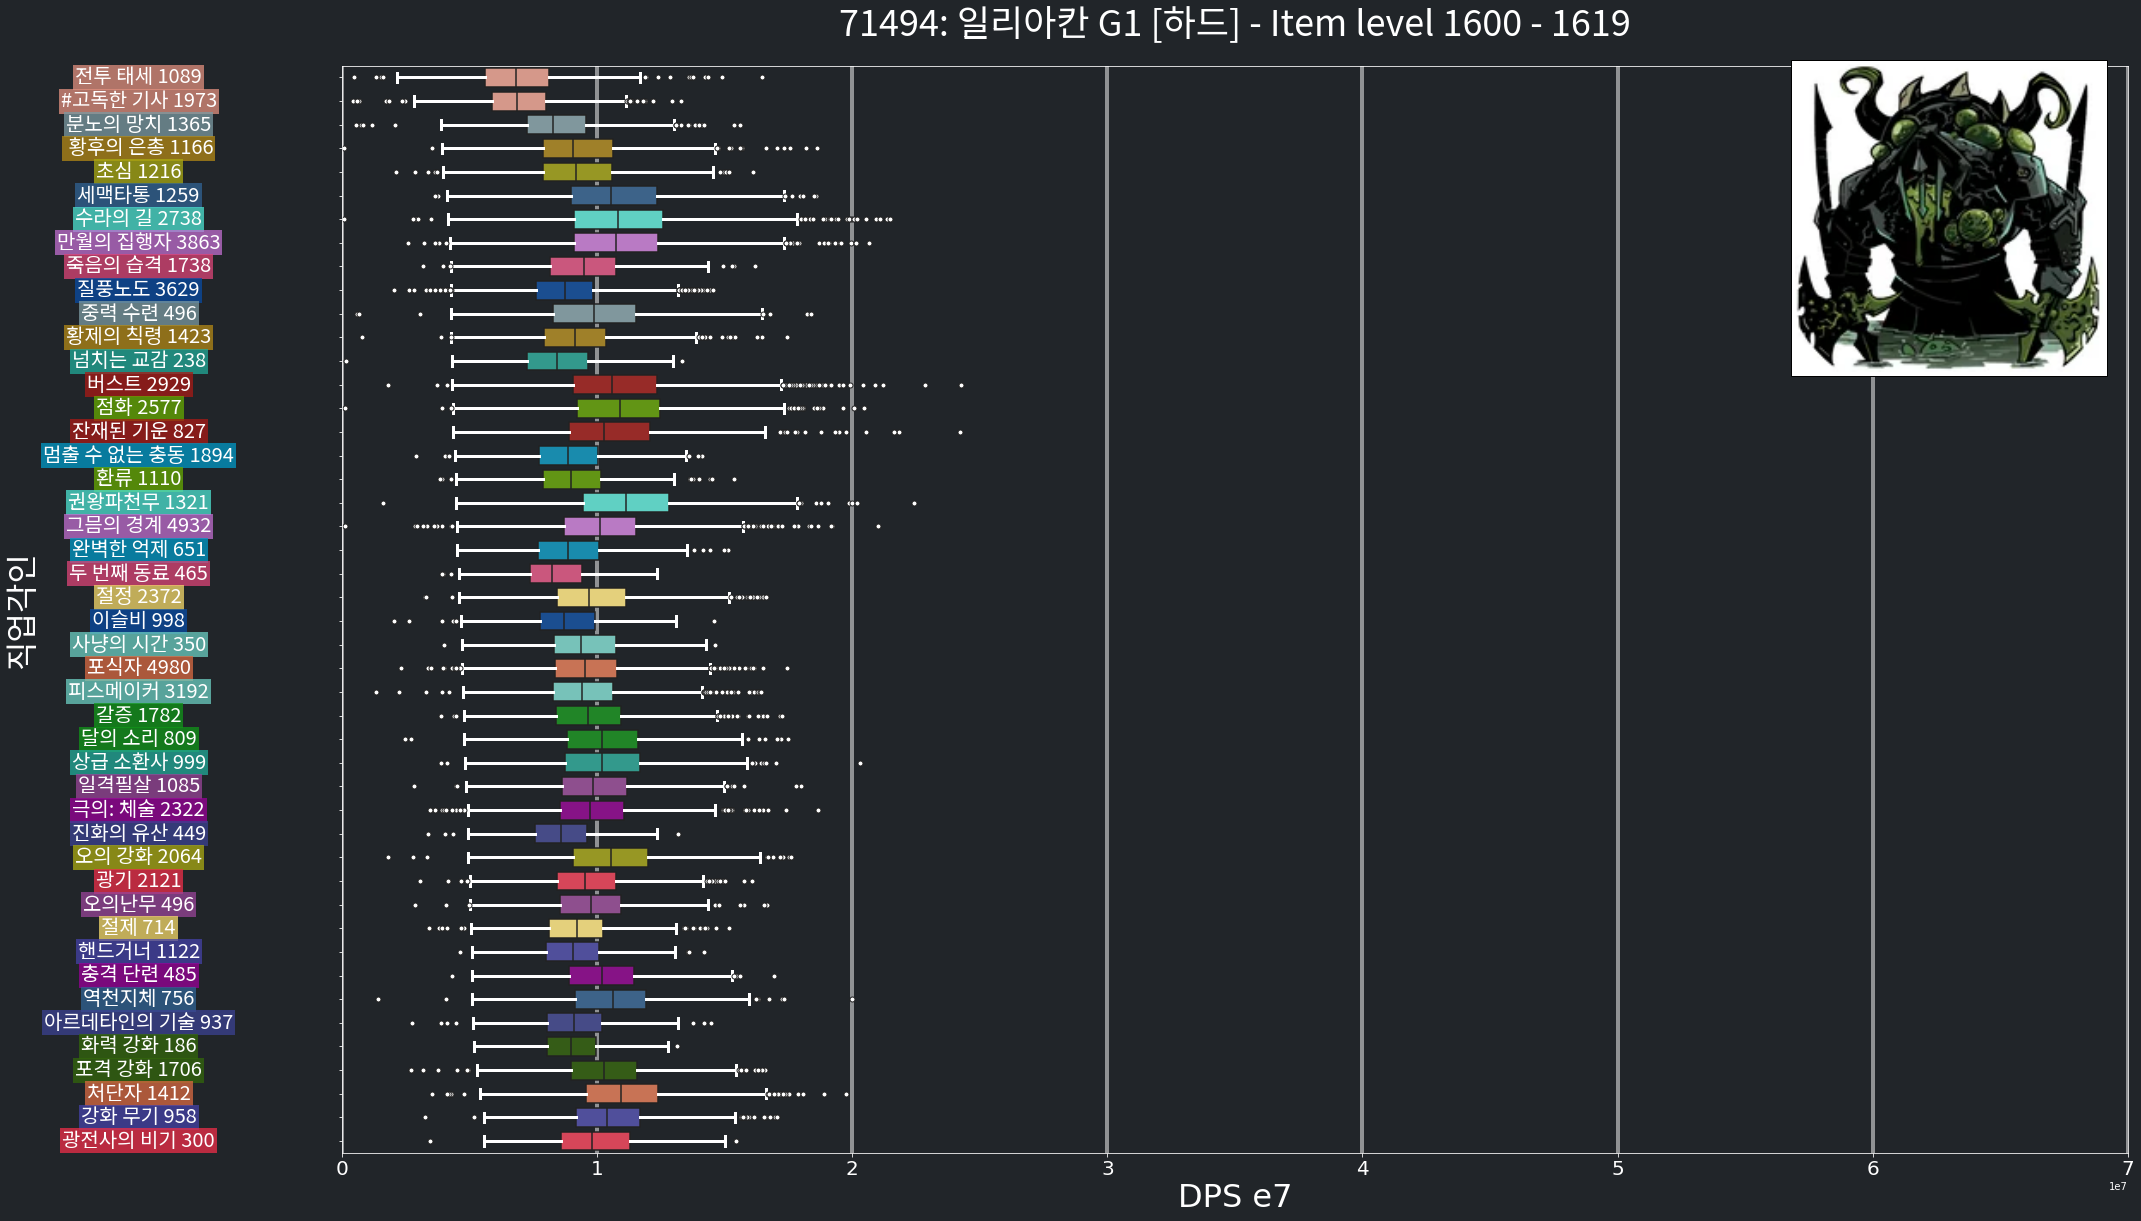 71494: 일리아칸 G1 [하드] - Item level 1600 - 1619
전투 태세 1089
#고독한 기사 1973
분노의 망치 1365
황후의 은총 1166
초심 1216
세맥타통 1259
수라의 길 2738
만월의 집행자 3863
죽음의 습격 1738
질풍노도 3629
중력 수련 496
황제의 칙령 1423
넘치는 교감 238
버스트 2929
점화 2577
잔재된 기운 827
멈출 수 없는 충동 1894
환류 1110
권왕파천무 1321
그믐의 경계 4932
완벽한 억제 651
두 번째 동료 465
절정 2372
이슬비 998
사냥의 시간 350
포식자 4980
피스메이커 3192
갈증 1782
달의 소리 809
상급 소환사 999
일격필살 1085
극의: 체술 2322
진화의 유산 449
오의 강화 2064
광기 2121
오의난무 496
절제 714
핸드거너 1122
충격 단련 485
역천지체 756
아르데타인의 기술 937
화력 강화 186
포격 강화 1706
처단자 1412
강화 무기 958
광전사의 비기 300
직업각인
0 1 2 3 4 5 6 7
DPS e7
1e7